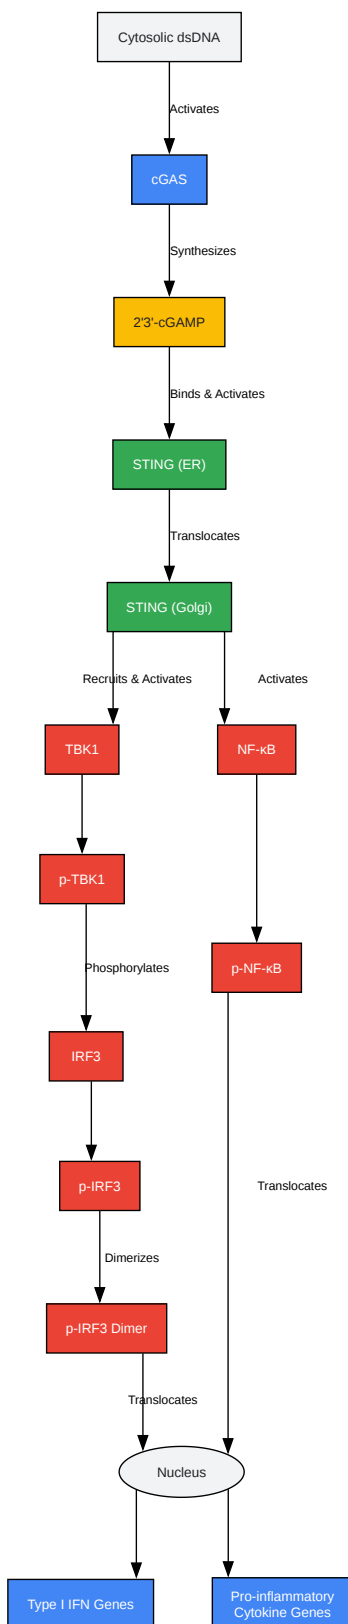 Cytosolic dsDNA
Activates
cGAS
Synthesizes
2'3'-cGAMP
Binds & Activates
STING (ER)
Translocates
STING (Golgi)
Recruits & Activates
Activates
TBK1
NF-κB
p-TBK1
p-NF-κB
Phosphorylates
IRF3
p-IRF3
Translocates
Dimerizes
p-IRF3 Dimer
Translocates
Nucleus
Type I IFN Genes
Pro-inflammatory
Cytokine Genes